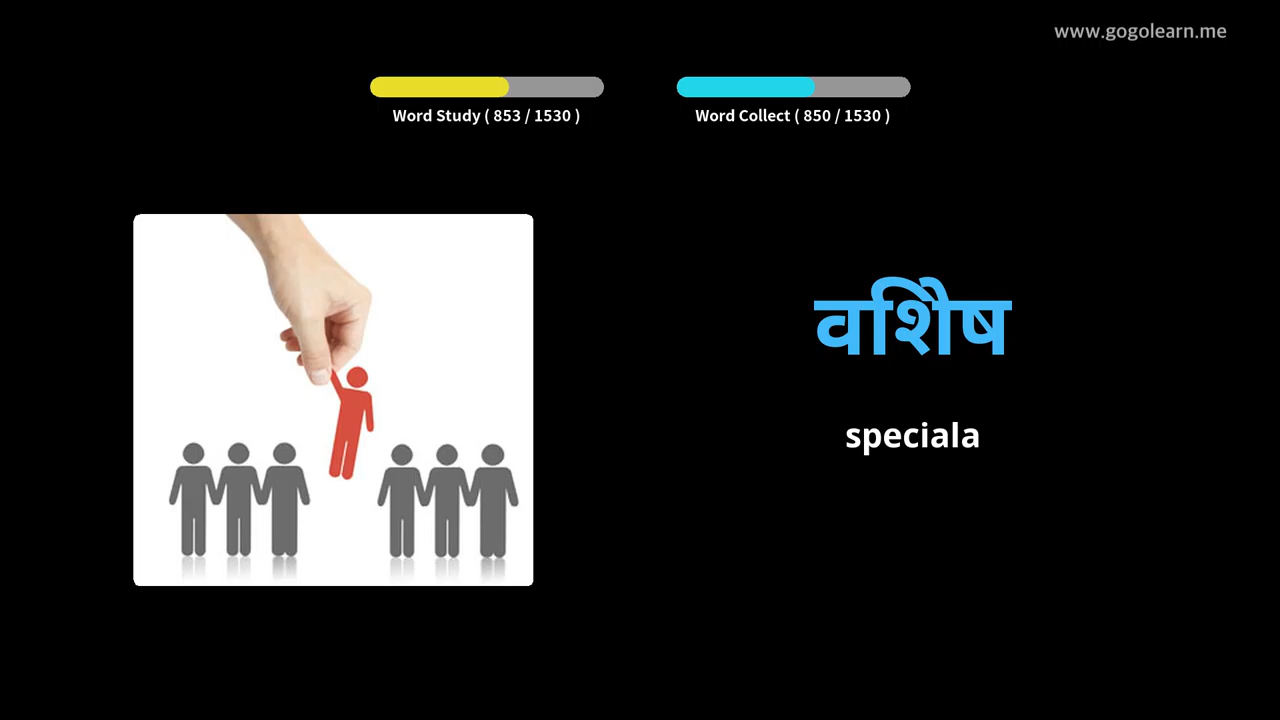 www.gogolearn.me
Word Study ( 853 / 1530 )
Word Collect ( 850 / 1530 )
वशिेष
speciala